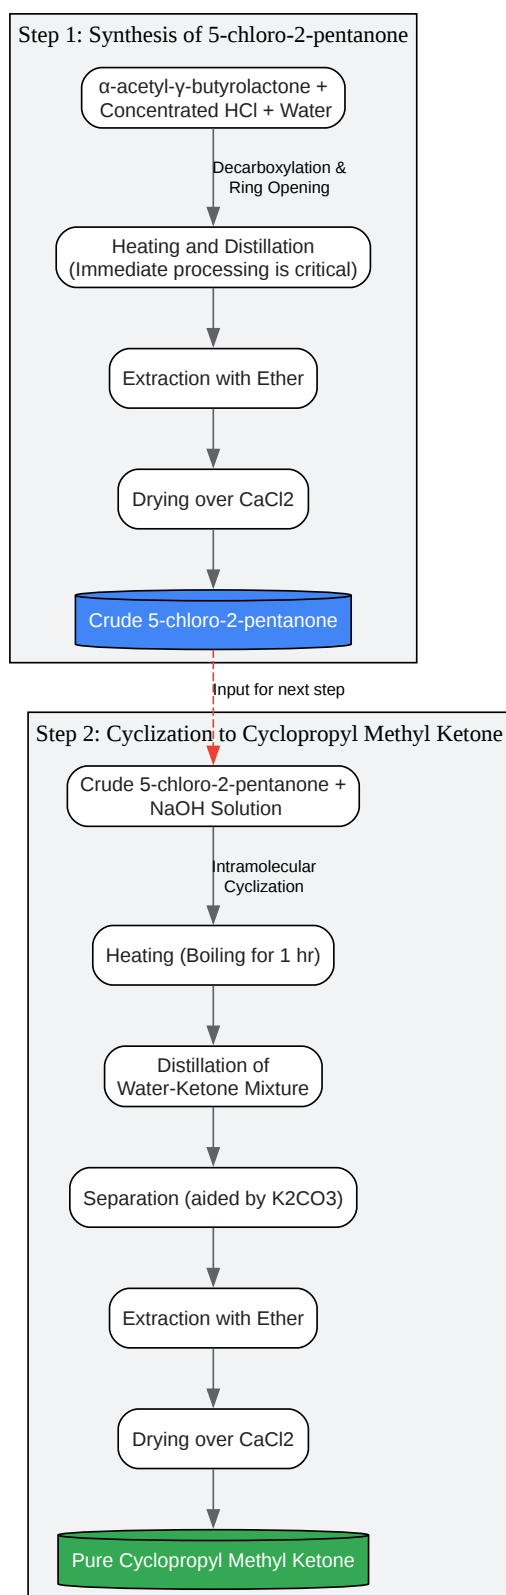 Step 1: Synthesis of 5-chloro-2-pentanone
α-acetyl-γ-butyrolactone +
Concentrated HCl + Water
Decarboxylation &
Ring Opening
Heating and Distillation
(Immediate processing is critical)
Extraction with Ether
Drying over CaCl2
Crude 5-chloro-2-pentanone
Input for next step
Step 2: Cyclization to Cyclopropyl Methyl Ketone
Crude 5-chloro-2-pentanone +
NaOH Solution
Intramolecular
Cyclization
Heating (Boiling for 1 hr)
Distillation of
Water-Ketone Mixture
Separation (aided by K2CO3)
Extraction with Ether
Drying over CaCl2
Pure Cyclopropyl Methyl Ketone